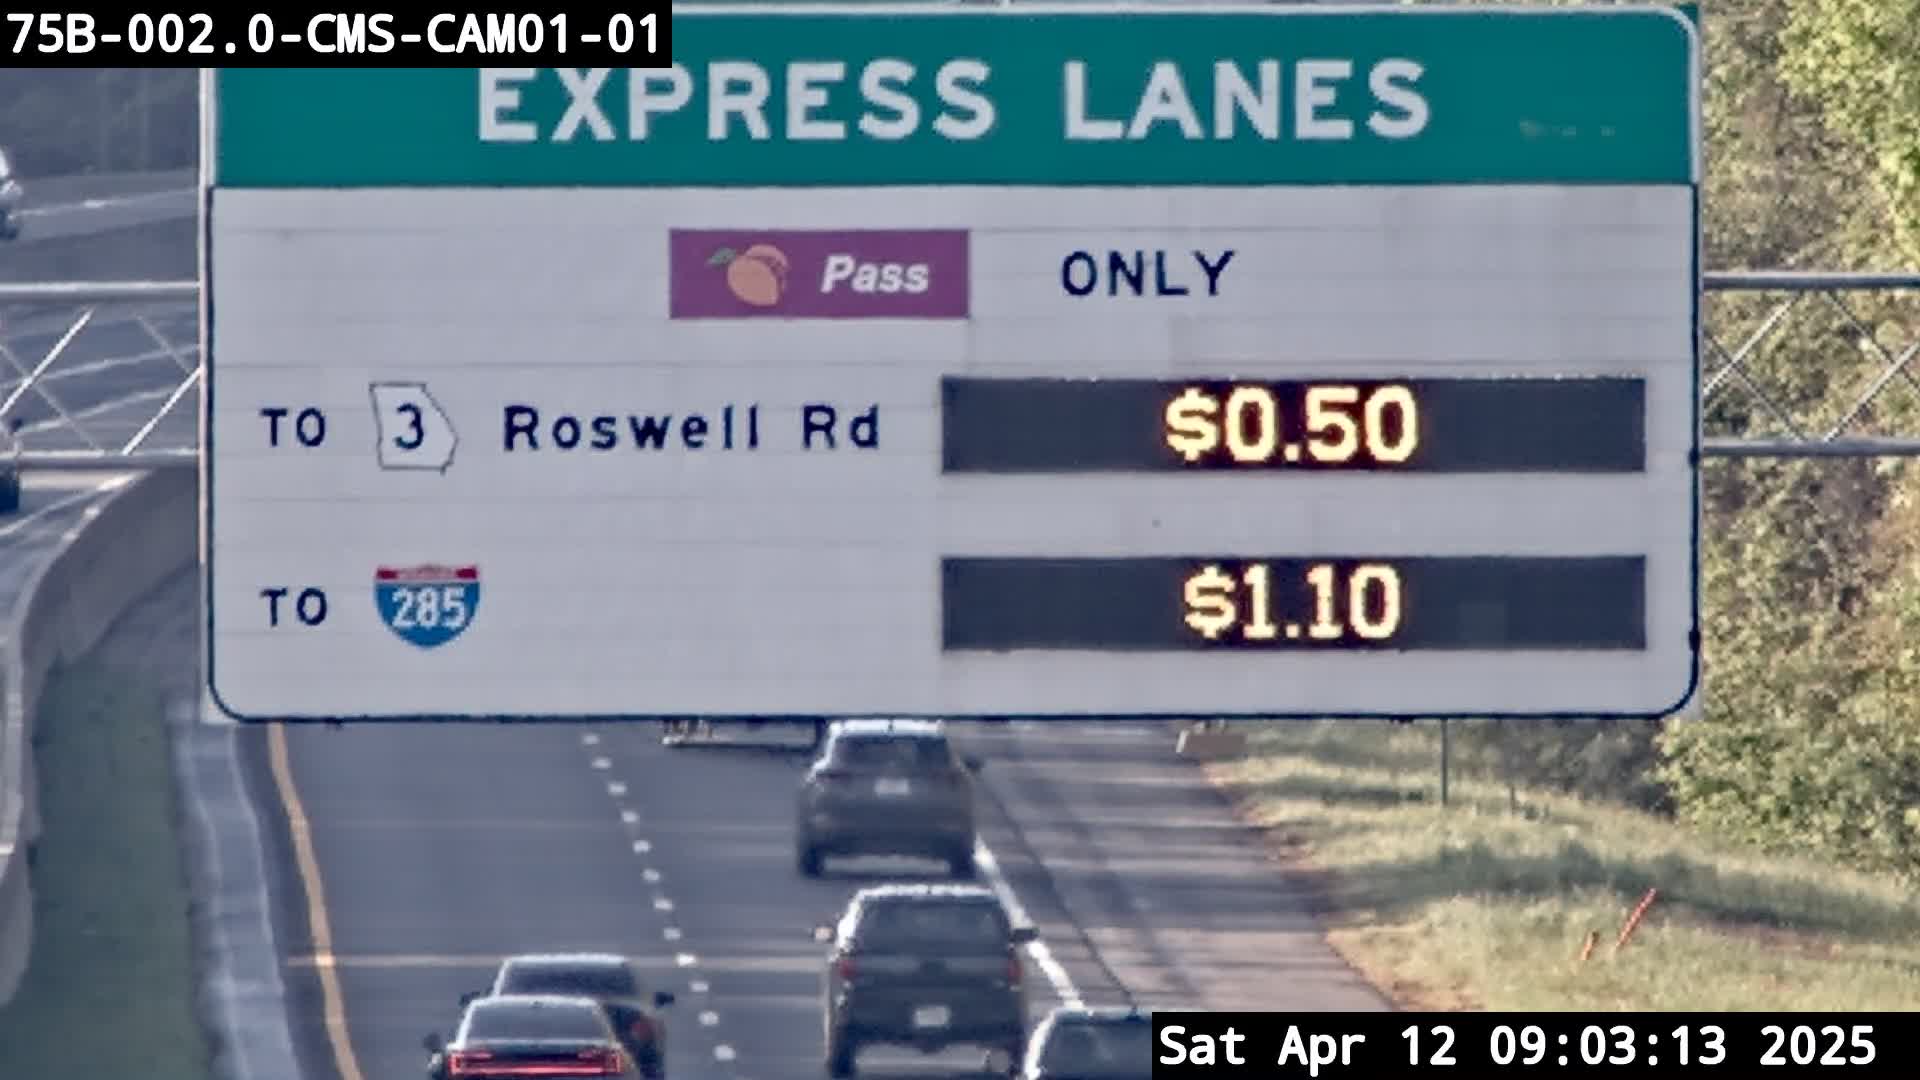 75B-002.0-CMS-CAM01-01
EXPRESS LANES
Pass ONLY
TO 3 Roswell Rd $0.50
TO 285 $1.10
Sat Apr 12 09:03:13 2025